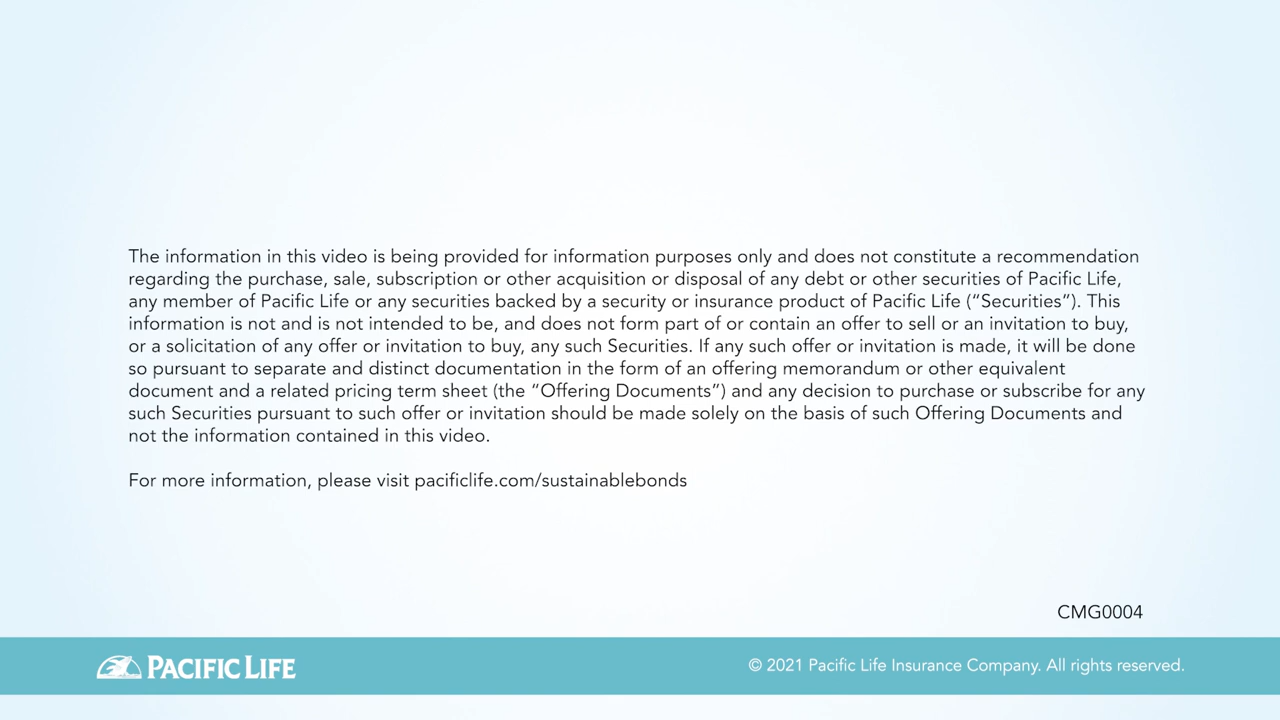 The information in this video is being provided for information purposes only and does not constitute a recommendation
regarding the purchase, sale, subscription or other acquisition or disposal of any debt or other securities of Pacific Life,
any member of Pacific Life or any securities backed by a security or insurance product of Pacific Life (“Securities”). This
information is not and is not intended to be, and does not form part of or contain an offer to sell or an invitation to buy,
or a solicitation of any offer or invitation to buy, any such Securities. If any such offer or invitation is made, it will be done
so pursuant to separate and distinct documentation in the form of an offering memorandum or other equivalent
document and a related pricing term sheet (the “Offering Documents”) and any decision to purchase or subscribe for any
such Securities pursuant to such offer or invitation should be made solely on the basis of such Offering Documents and
not the information contained in this video.
For more information, please visit pacificlife.com/sustainablebonds
CMG0004
PACIFIC LIFE
© 2021 Pacific Life Insurance Company. All rights reserved.